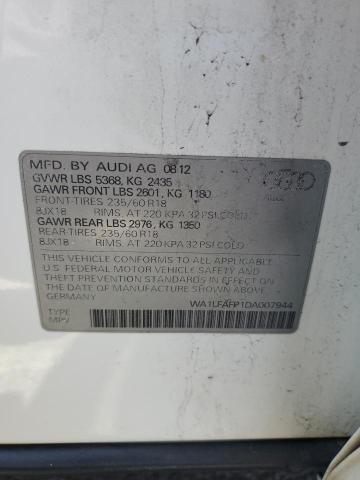 MFD. BY AUDI AG 08 12
GVWR LBS 5368, KG 2435
GAWR FRONT LBS 2601, KG 1180
FRONT-TIRES 235/60 R18
8JX18 RIMS, AT 220 KPA 32 PSI COLD
GAWR REAR LBS 2976, KG 1350
REAR-TIRES 235/60 R18
8JX18 RIMS, AT 220 KPA 32 PSI COLD
THIS VEHICLE CONFORMS TO ALL APPLICABLE
U.S. FEDERAL MOTOR VEHICLE SAFETY AND
THEFT PREVENTION STANDARDS IN EFFECT ON
THE DATE OF MANUFACTURE SHOWN ABOVE.
GERMANY
WA1LFAFP1DA007944
TYPE
MPV